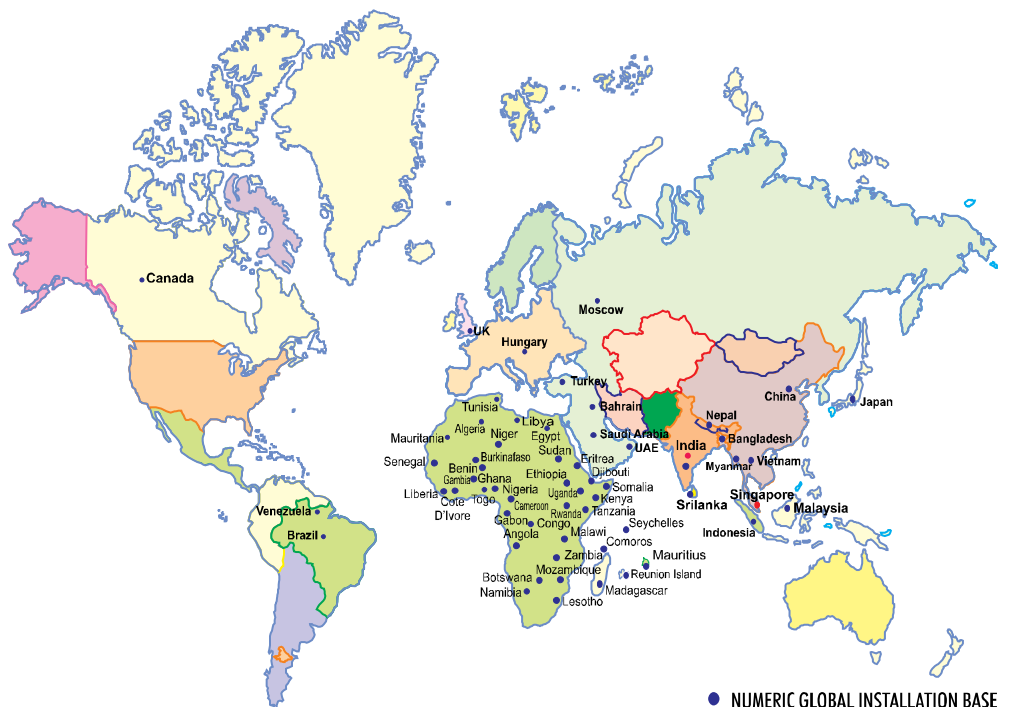 Canada
Moscow
UK
Hungary
Turkey
China
Japan
Tunisia
Bahrain
Algeria
Libya
Nepal
Mauritania
Niger
Egypt
Saudi Arabia
Bangladesh
UAE
India
Sudan
Senegal
Burkinafaso
Eritrea
Myanmar
Vietnam
Benin
Ethiopia
Djibouti
Gambia
Ghana
Somalia
Liberia
Cote
D'Ivore
Togo
Nigeria
Uganda
Kenya
Srilanka
Singapore
Malaysia
Venezuela
Cameroon
Rwanda
Tanzania
Gabon
Congo
Seychelles
Indonesia
Brazil
Angola
Malawi
Comoros
Zambia
Mauritius
Botswana
Mozambique
Reunion Island
Namibia
Madagascar
Lesotho
NUMERIC GLOBAL INSTALLATION BASE